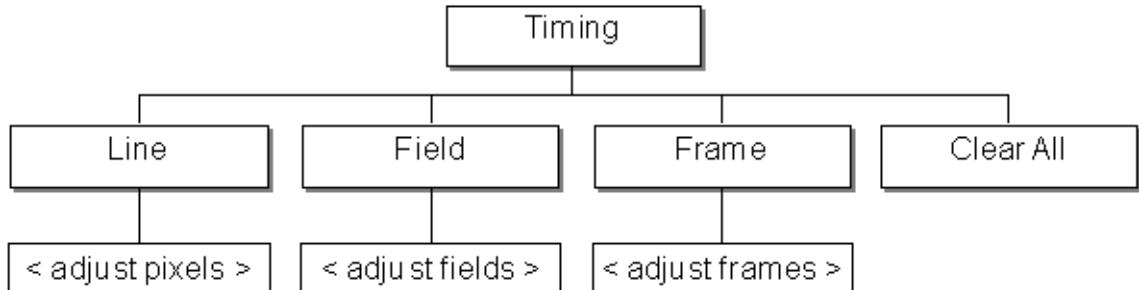 Timing
Line
Field
Frame
Clear All
< adjust pixels >
< adjust fields >
< adjust frames >